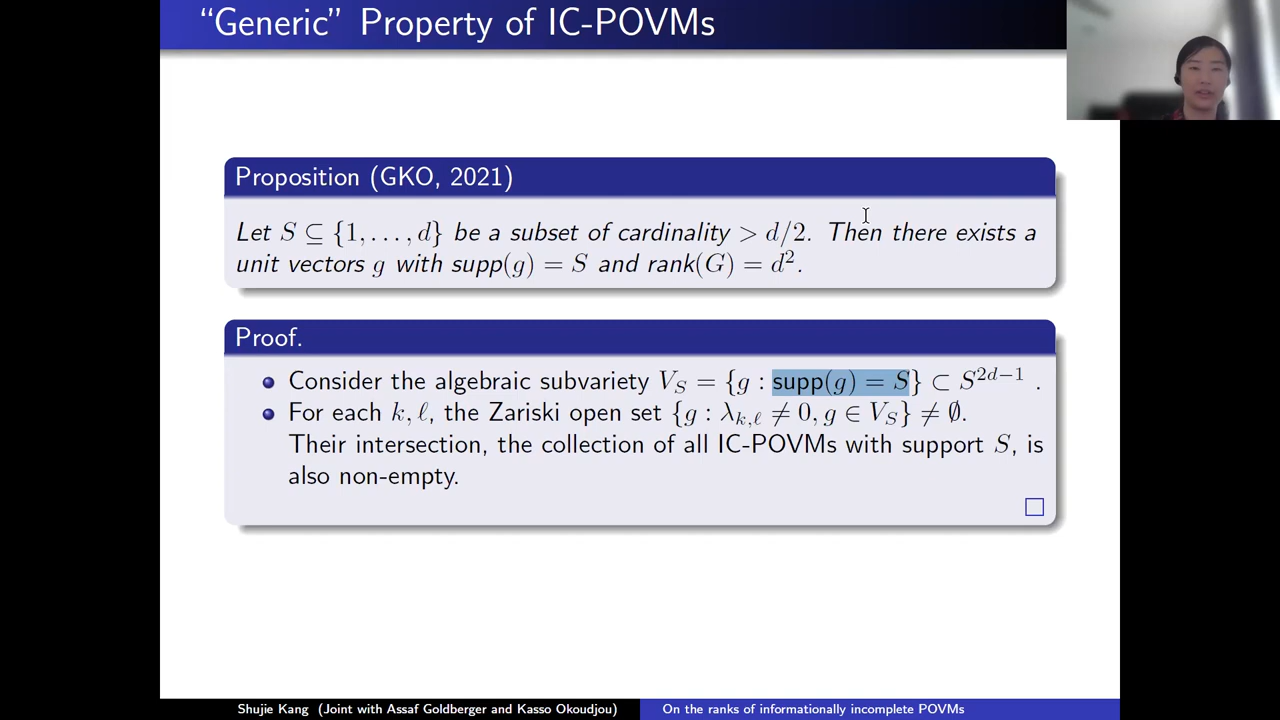 “Generic” Property of IC-POVMs
Proposition (GKO, 2021)
Let S ⊆ {1, . . . , d} be a subset of cardinality > d/2. Then there exists a
unit vectors g with supp(g) = S and rank(G) = d².
Proof.
Consider the algebraic subvariety V_S = {g : supp(g) = S} ⊂ S^{2d−1} .
For each k, ℓ, the Zariski open set {g : λ_{k,ℓ} ≠ 0, g ∈ V_S} ≠ ∅.
Their intersection, the collection of all IC-POVMs with support S, is
also non-empty.
Shujie Kang (Joint with Assaf Goldberger and Kasso Okoudjou)
On the ranks of informationally incomplete POVMs